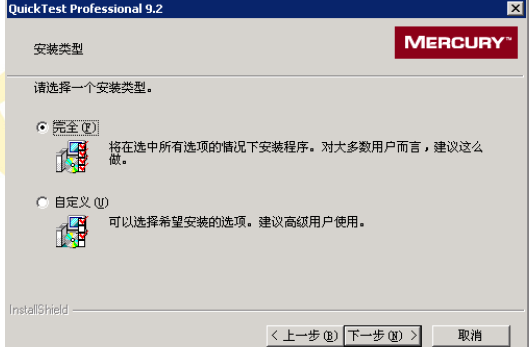 QuickTest Professional 9.2
安装类型
MERCURY™
请选择一个安装类型。
完全(F)
将在选中所有选项的情况下安装程序。对大多数用户而言，建议这么
做。
自定义(U)
可以选择希望安装的选项。建议高级用户使用。
InstallShield
< 上一步(B) 下一步(N) > 取消